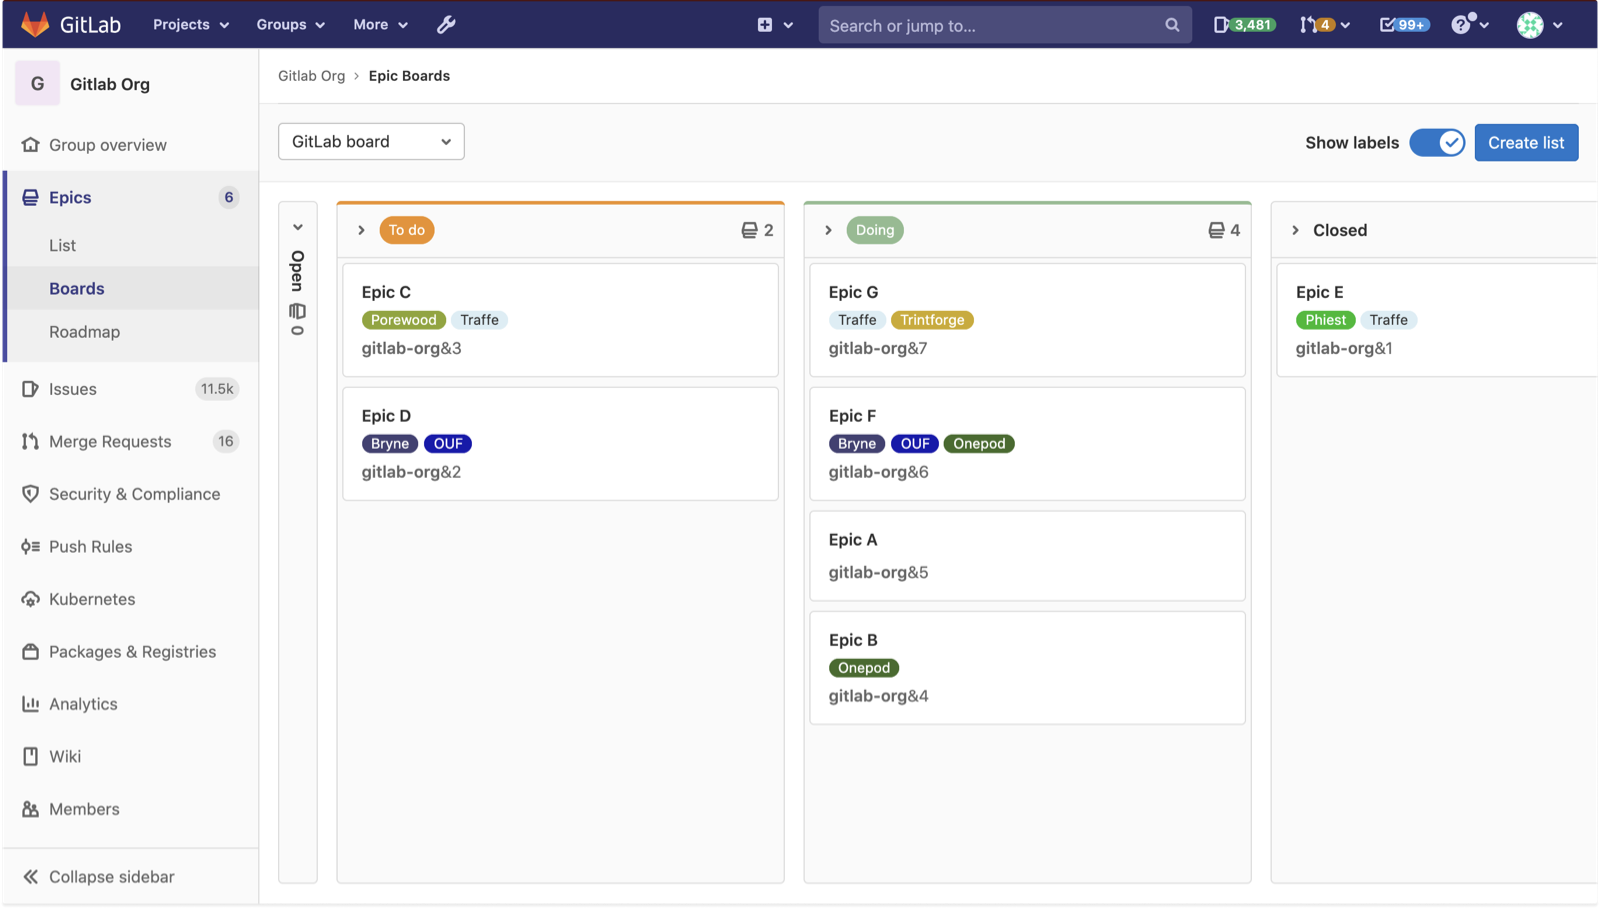 GitLab
Projects
Groups
More
Search or jump to...
3,481
4
99+
?
G
Gitlab Org
Group overview
Epics
6
List
Boards
Roadmap
Issues
11.5k
Merge Requests
16
Security & Compliance
Push Rules
Kubernetes
Packages & Registries
Analytics
Wiki
Members
Collapse sidebar
Gitlab Org › Epic Boards
GitLab board
Show labels
Create list
Open
0
To do
2
Epic C
Porewood Traffe
gitlab-org&3
Epic D
Bryne OUF
gitlab-org&2
Doing
4
Epic G
Traffe Trintforge
gitlab-org&7
Epic F
Bryne OUF Onepod
gitlab-org&6
Epic A
gitlab-org&5
Epic B
Onepod
gitlab-org&4
Closed
Epic E
Phiest Traffe
gitlab-org&1